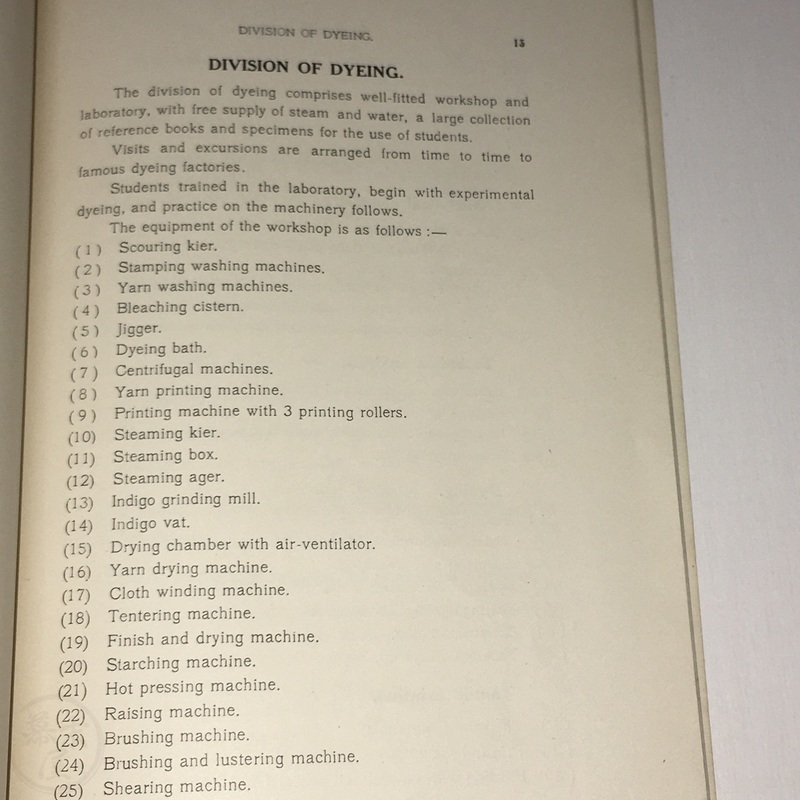 DIVISION OF DYEING.
13
DIVISION OF DYEING.
The division of dyeing comprises well-fitted workshop and
laboratory, with free supply of steam and water, a large collection
of reference books and specimens for the use of students.
Visits and excursions are arranged from time to time to
famous dyeing factories.
Students trained in the laboratory, begin with experimental
dyeing, and practice on the machinery follows.
The equipment of the workshop is as follows :—
(1) Scouring kier.
(2) Stamping washing machines.
(3) Yarn washing machines.
(4) Bleaching cistern.
(5) Jigger.
(6) Dyeing bath.
(7) Centrifugal machines.
(8) Yarn printing machine.
(9) Printing machine with 3 printing rollers.
(10) Steaming kier.
(11) Steaming box.
(12) Steaming ager.
(13) Indigo grinding mill.
(14) Indigo vat.
(15) Drying chamber with air-ventilator.
(16) Yarn drying machine.
(17) Cloth winding machine.
(18) Tentering machine.
(19) Finish and drying machine.
(20) Starching machine.
(21) Hot pressing machine.
(22) Raising machine.
(23) Brushing machine.
(24) Brushing and lustering machine.
(25) Shearing machine.